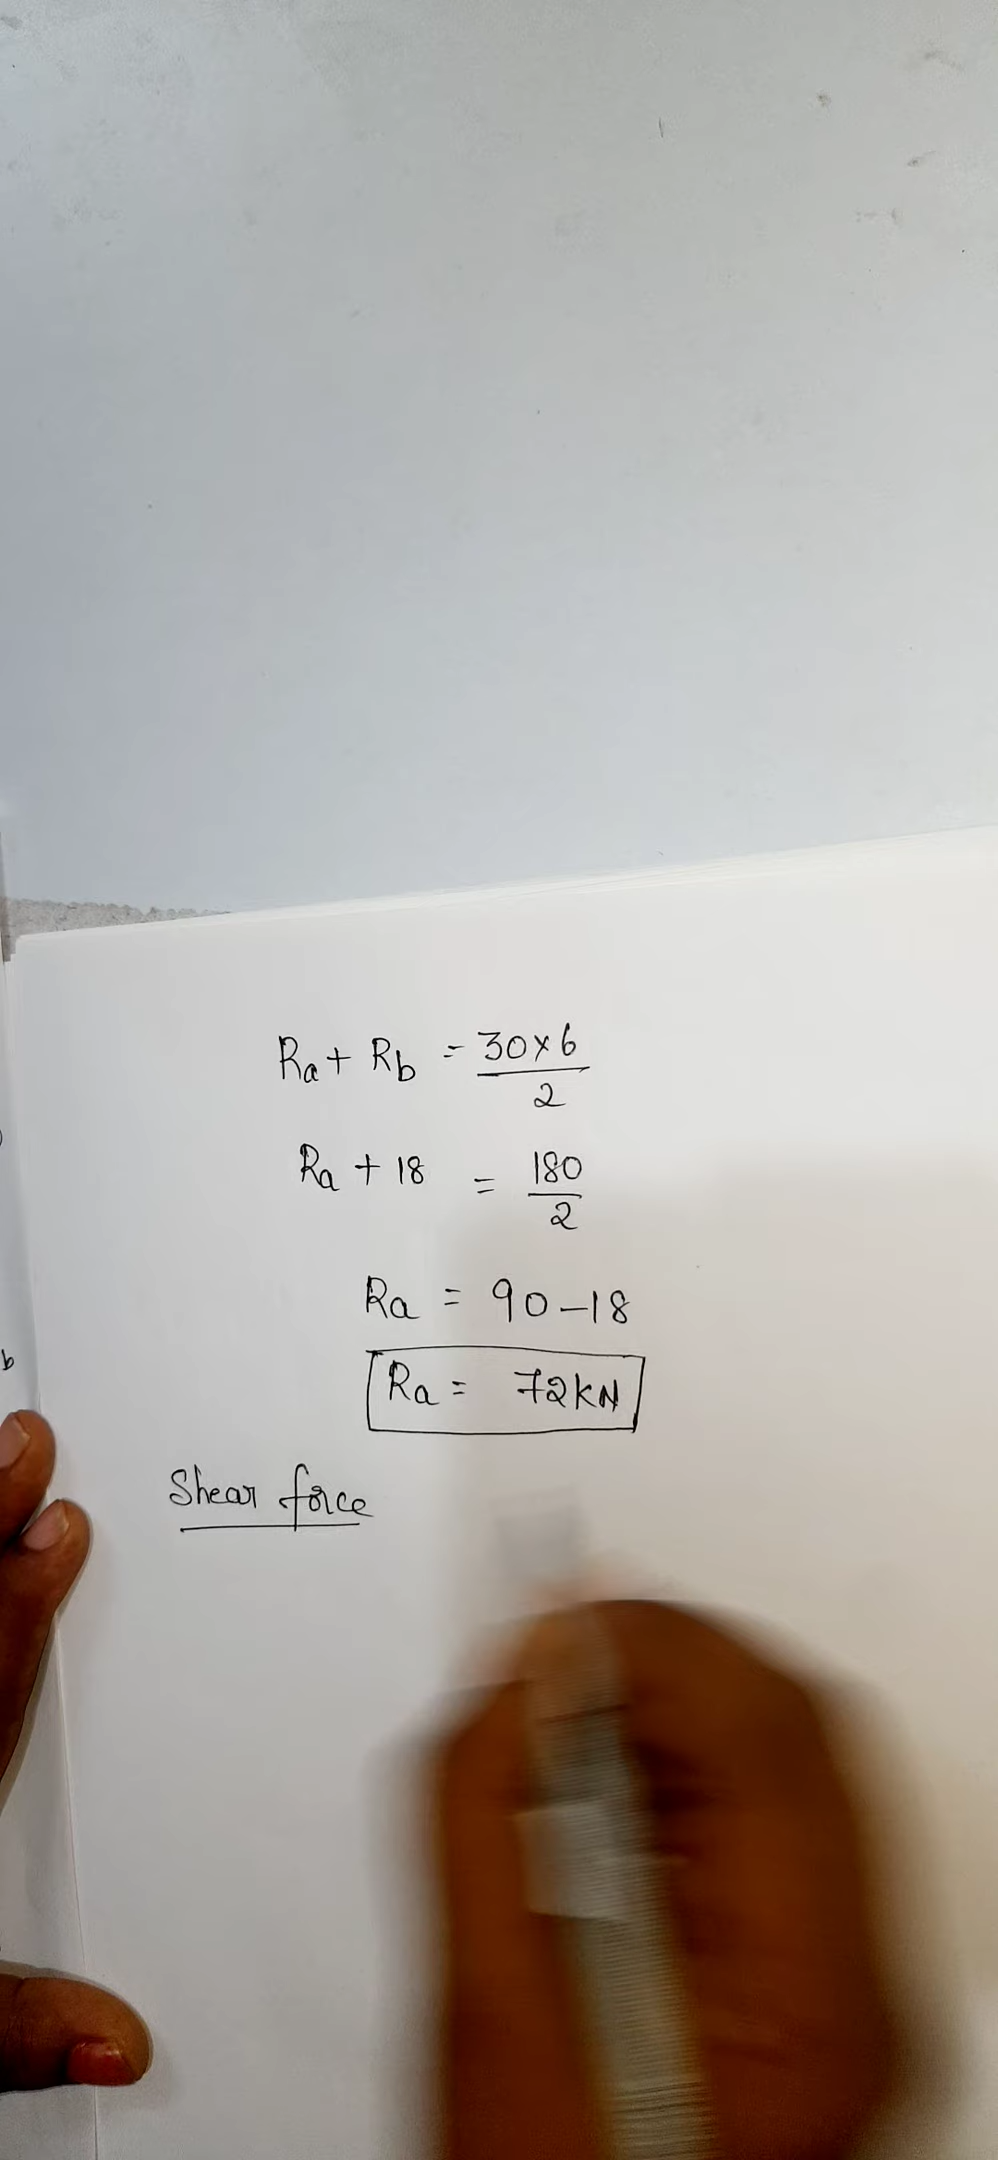 Ra + Rb = 30×6/2
Ra + 18 = 180/2
Ra = 90-18
Ra = 72kN
Shear force
b